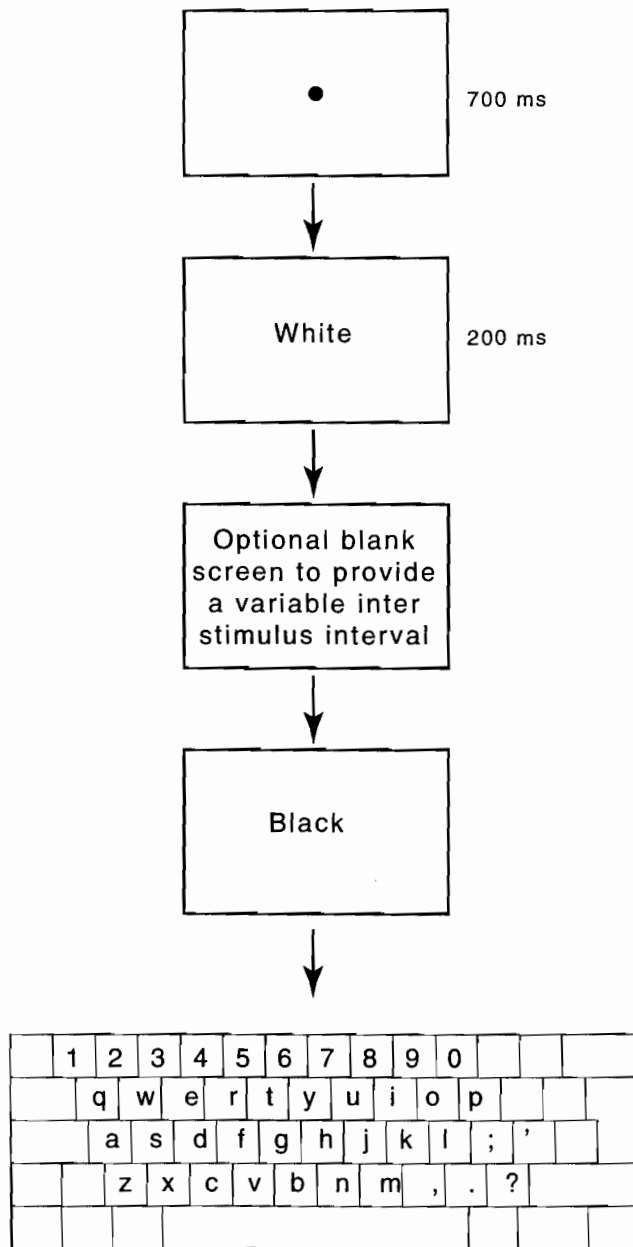 700 ms
White
200 ms
Optional blank
screen to provide
a variable inter
stimulus interval
Black
1 2 3 4 5 6 7 8 9 0
q w e r t y u i o p
a s d f g h j k l ; '
z x c v b n m , . ?